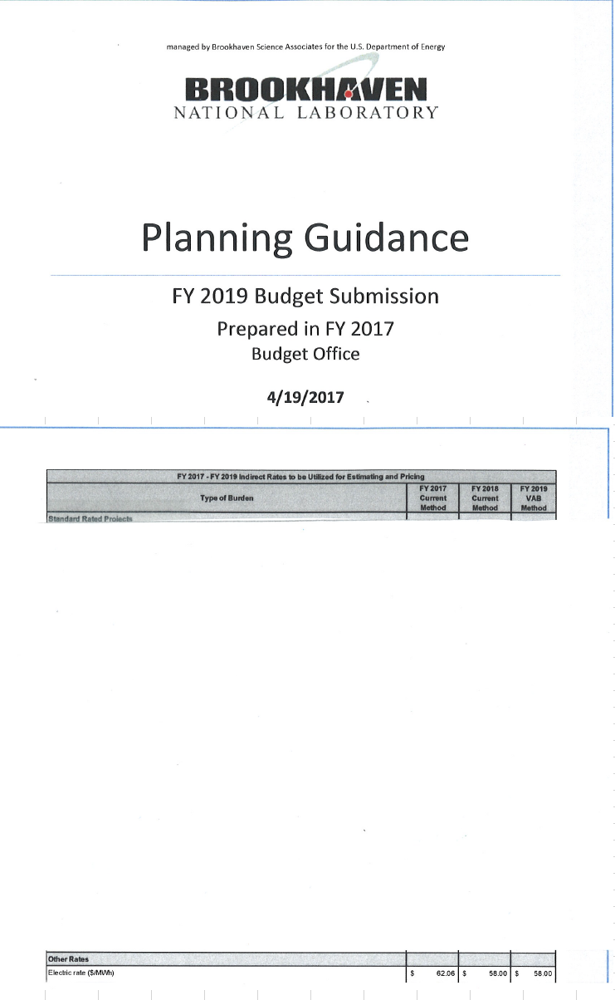 managed by Brookhaven Science Associates for the U.S. Department of Energy
BROOKHAVEN
NATIONAL LABORATORY
Planning Guidance
FY 2019 Budget Submission
Prepared in FY 2017
Budget Office
4/19/2017
FY 2017 - FY 2019 Indirect Rates to be Utilized for Estimating and Pricing
Type of Burden FY 2017 Current Method FY 2018 Current Method FY 2019 VAB Method
Standard Rated Projects
Other Rates
Electric rate ($/MWh) $ 62.06 $ 58.00 $ 58.00